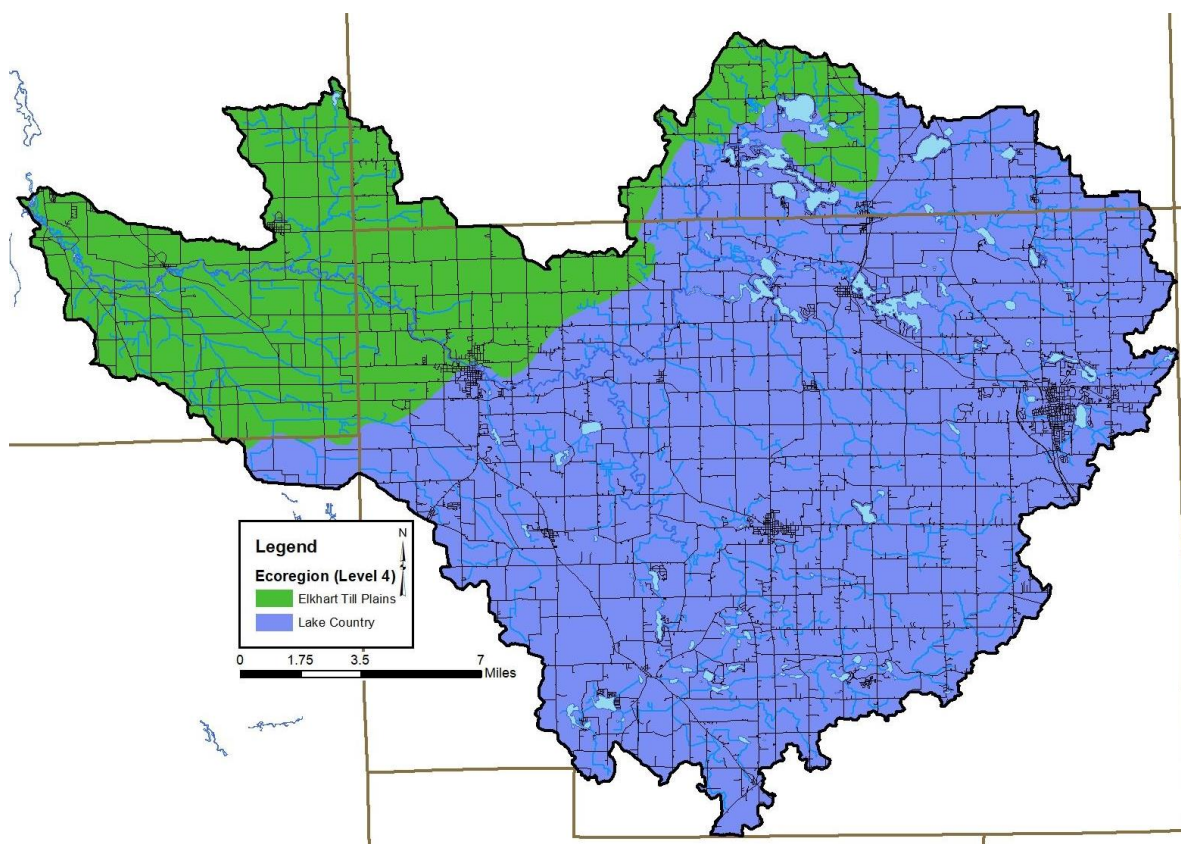 Legend
N
Ecoregion (Level 4)
Elkhart Till Plains
Lake Country
0 1.75 3.5 7
Miles